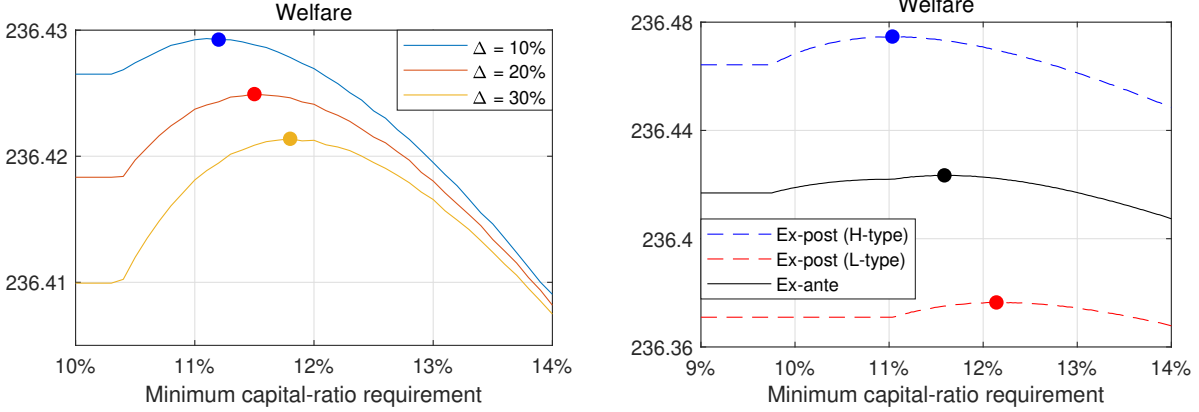 Welfare
236.43
236.42
236.41
Δ = 10%
Δ = 20%
Δ = 30%
10%
11%
12%
13%
14%
Minimum capital-ratio requirement
Welfare
236.48
236.44
236.4
236.36
Ex-post (H-type)
Ex-post (L-type)
Ex-ante
9%
10%
11%
12%
13%
14%
Minimum capital-ratio requirement